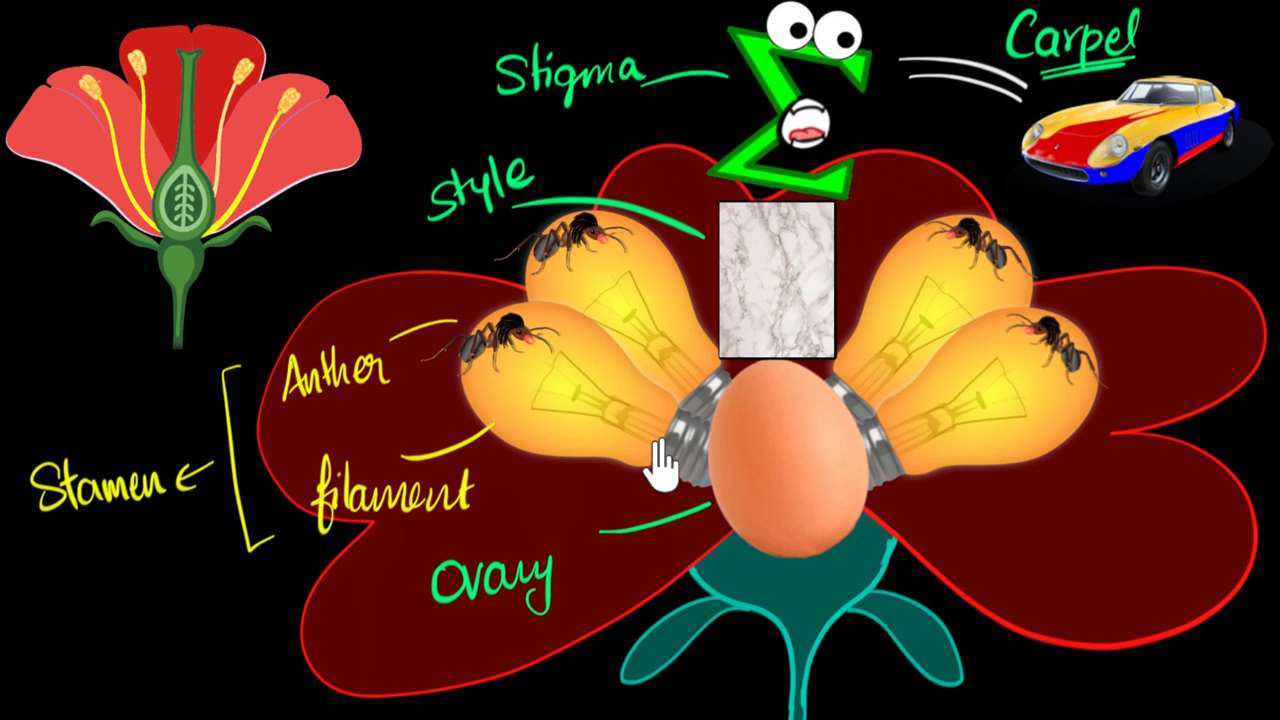 Stigma
Carpel
Style
Anther
Stamen
filament
Ovary